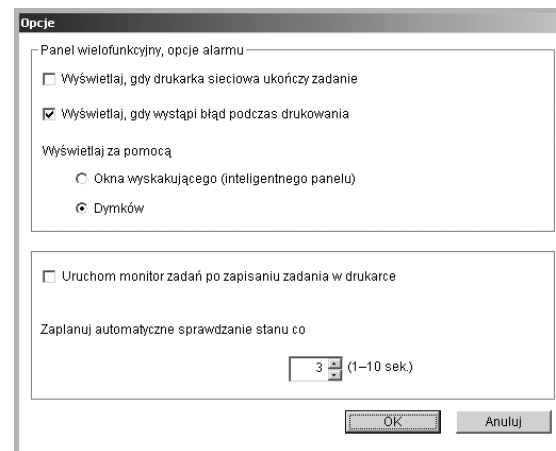 Opcje
Panel wielofunkcyjny, opcje alarmu
Wyświetlaj, gdy drukarka sieciowa ukończy zadanie
Wyświetlaj, gdy wystąpi błąd podczas drukowania
Wyświetlaj za pomocą
Okna wyskakującego (inteligentnego panelu)
Dymków
Uruchom monitor zadań po zapisaniu zadania w drukarce
Zaplanuj automatyczne sprawdzanie stanu co
3 (1–10 sek.)
OK Anuluj